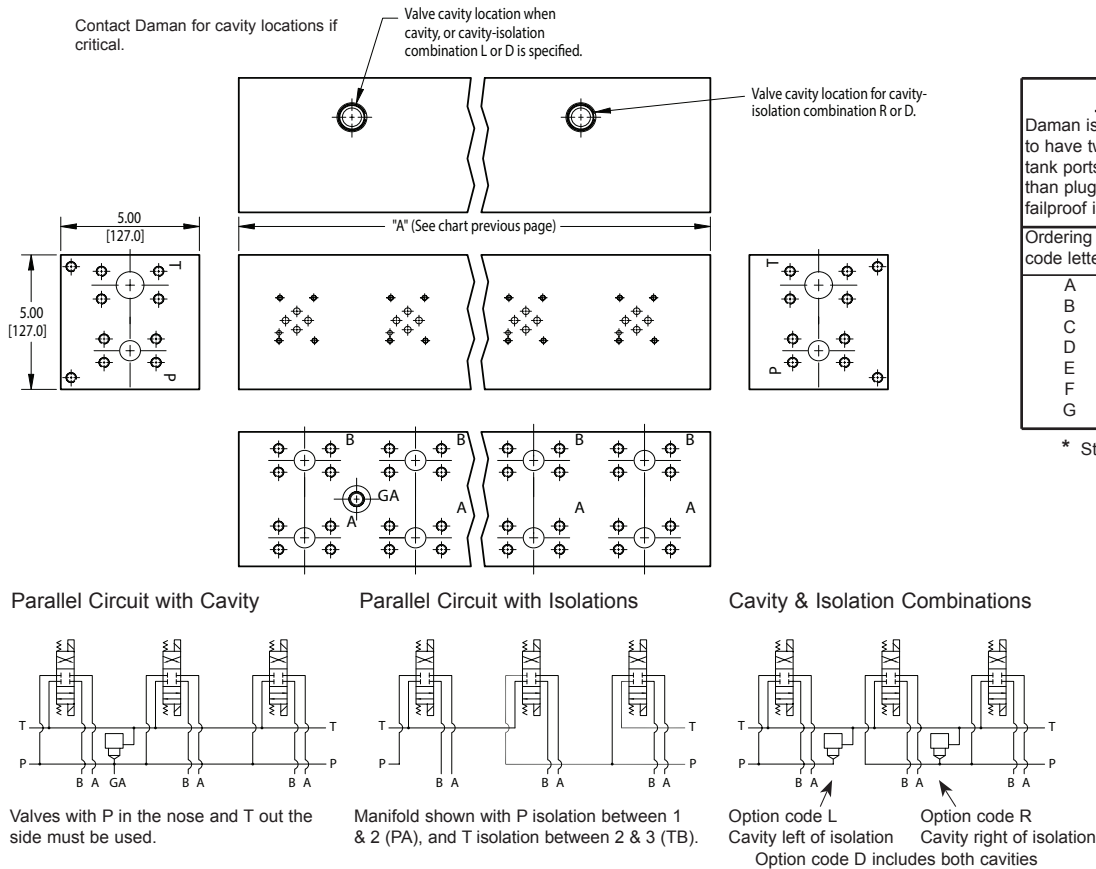 Contact Daman for cavity locations if
critical.
Valve cavity location when
cavity, or cavity-isolation
combination L or D is specified.
Valve cavity location for cavity-
isolation combination R or D.
Daman is
to have tw
tank ports
than plug
failproof i
Ordering
code lette
A
B
C
D
E
F
G
* St
5.00
[127.0]
"A" (See chart previous page)
5.00
[127.0]
T
P
T
P
B
B
B
B
GA
A
A
A
A
Parallel Circuit with Cavity
Parallel Circuit with Isolations
Cavity & Isolation Combinations
T
T
P
P
B A GA
B A
B A
T
T
P
P
B A
B A
B A
T
T
P
P
B A
B A
B A
Valves with P in the nose and T out the
side must be used.
Manifold shown with P isolation between 1
& 2 (PA), and T isolation between 2 & 3 (TB).
Option code L
Cavity left of isolation
Option code R
Cavity right of isolation
Option code D includes both cavities